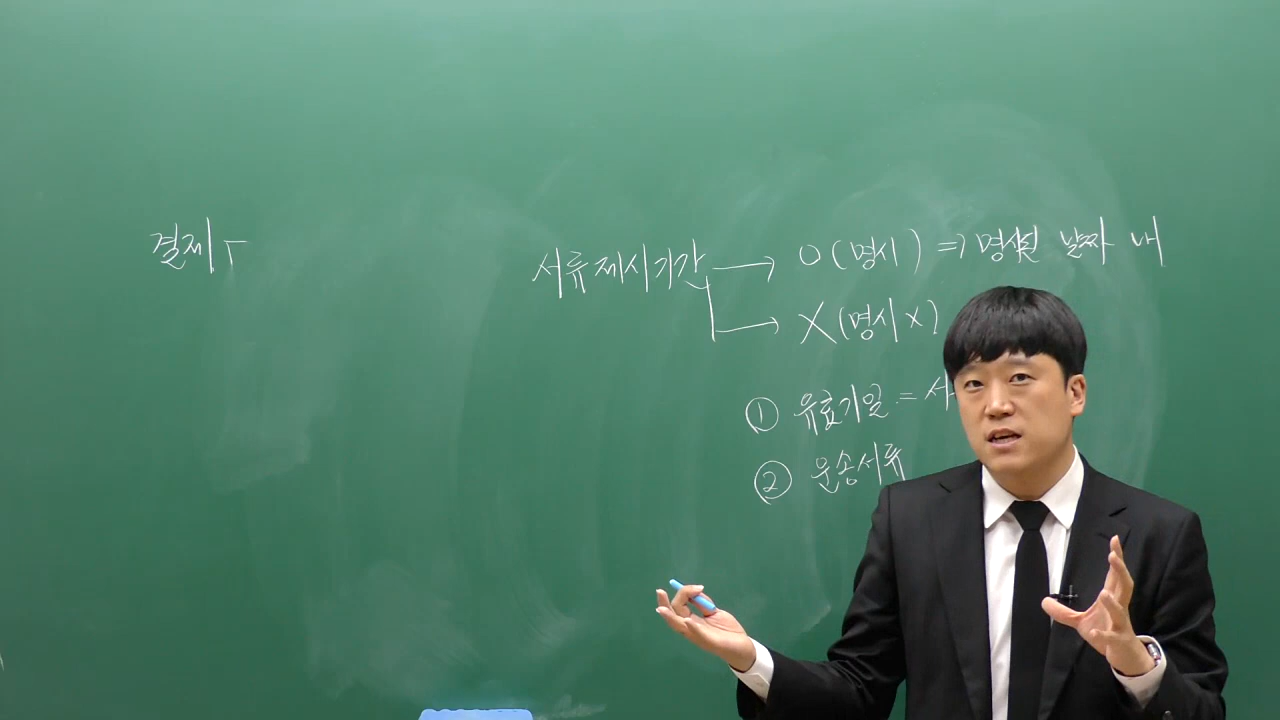 결제
서류제시기간 → O (명시) => 명시된 날짜 내
→ X (명시 x)
① 유효기일 = 서
② 운송서류